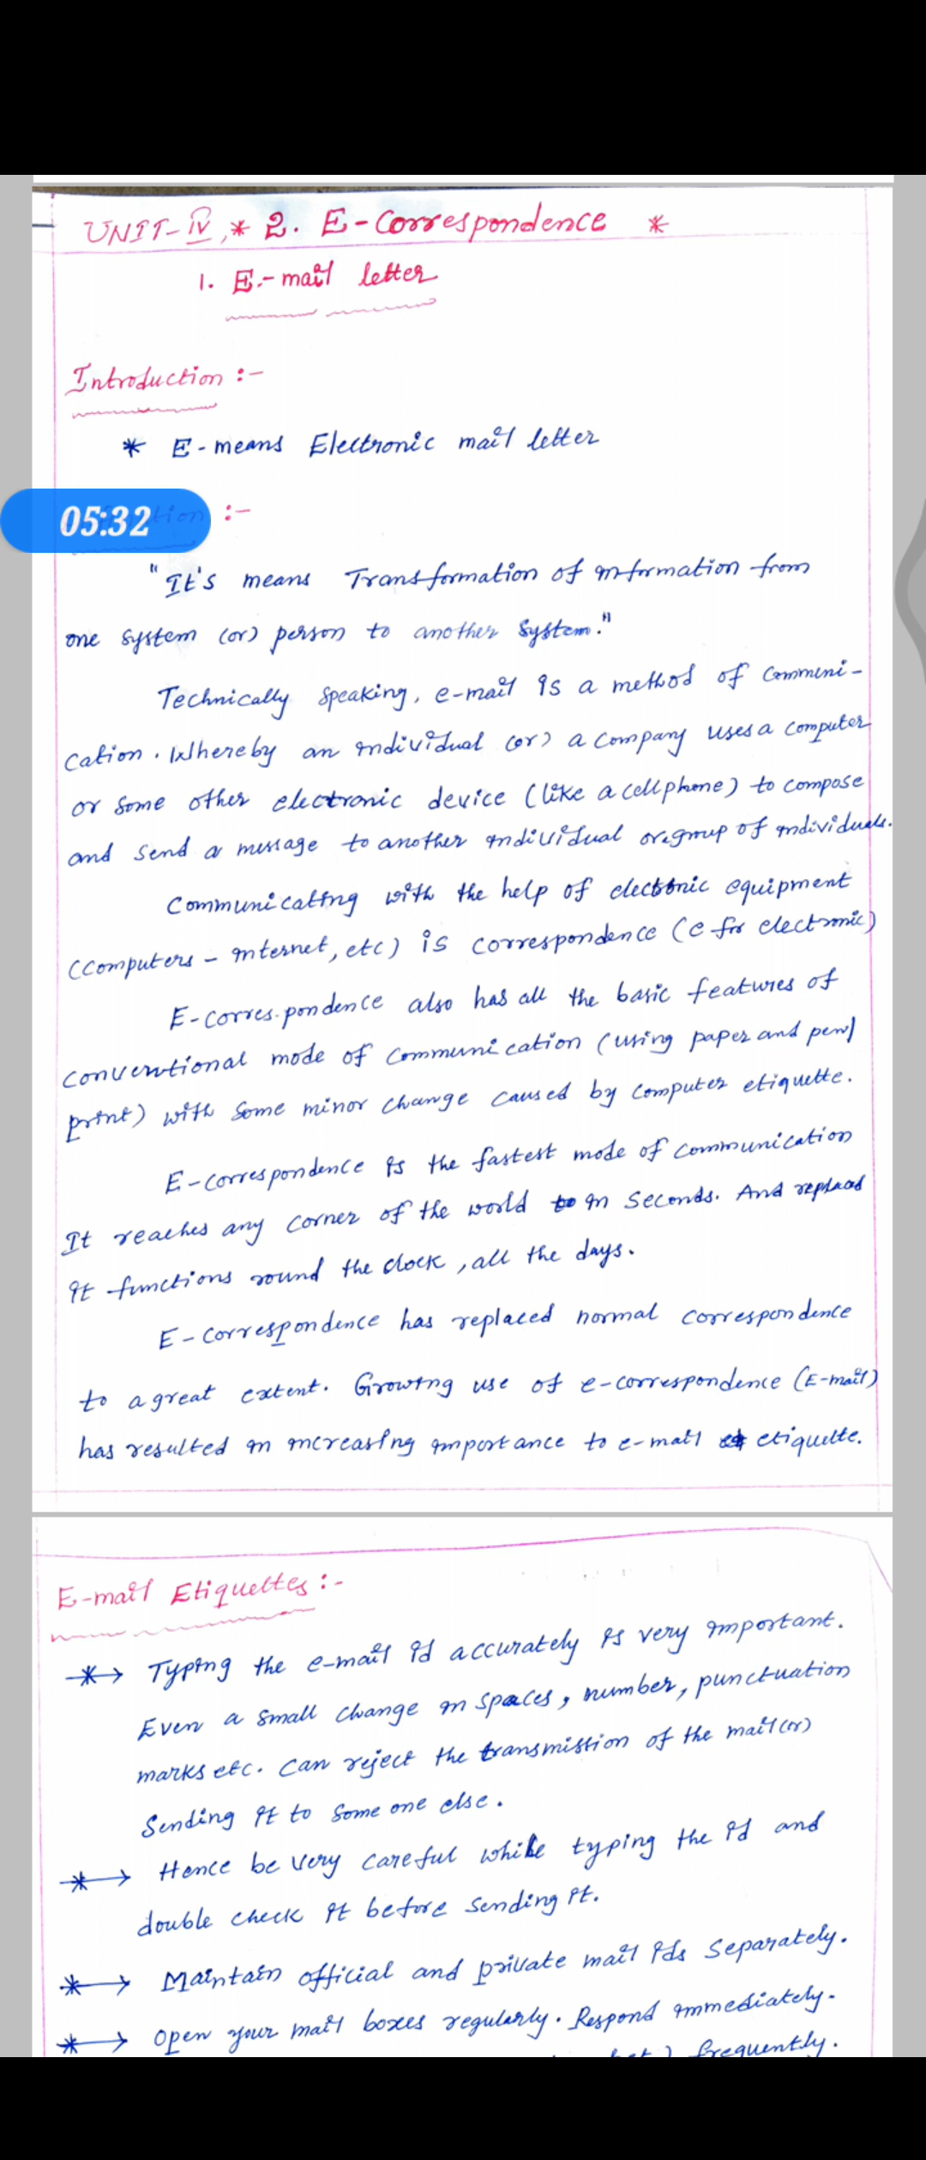 UNIT-IV, * 2. E-Correspondence *
1. E.-mail letter
Introduction :-
* E-means Electronic mail letter
05:32 tion :-
"It's means Transformation of information from
one system (or) person to another system."
Technically speaking, e-mail is a method of communi-
cation. Whereby an individual (or) a company uses a computer
or some other electronic device (like a cellphone) to compose
and send a message to another individual or group of individuals.
Communicating with the help of electronic equipment
(computers - internet, etc) is correspondence (e for electronic)
E-corres.pondence also has all the basic features of
conventional mode of communication (using paper and pen/
print) with some minor change caused by computer etiquette.
E-correspondence is the fastest mode of communication
It reaches any corner of the world in seconds. And replaced
it functions round the clock, all the days.
E-correspondence has replaced normal correspondence
to a great extent. Growing use of e-correspondence (E-mail)
has resulted in increasing importance to e-mail etiquette.
E-mail Etiquettes :-
Typing the e-mail id accurately is very important.
Even a small change in spaces, number, punctuation
marks etc. can reject the transmission of the mail (or)
sending it to some one else.
Hence be very careful while typing the id and
double check it before sending it.
Maintain official and private mail ids separately.
open your mail boxes regularly. Respond immediately.
frequently.